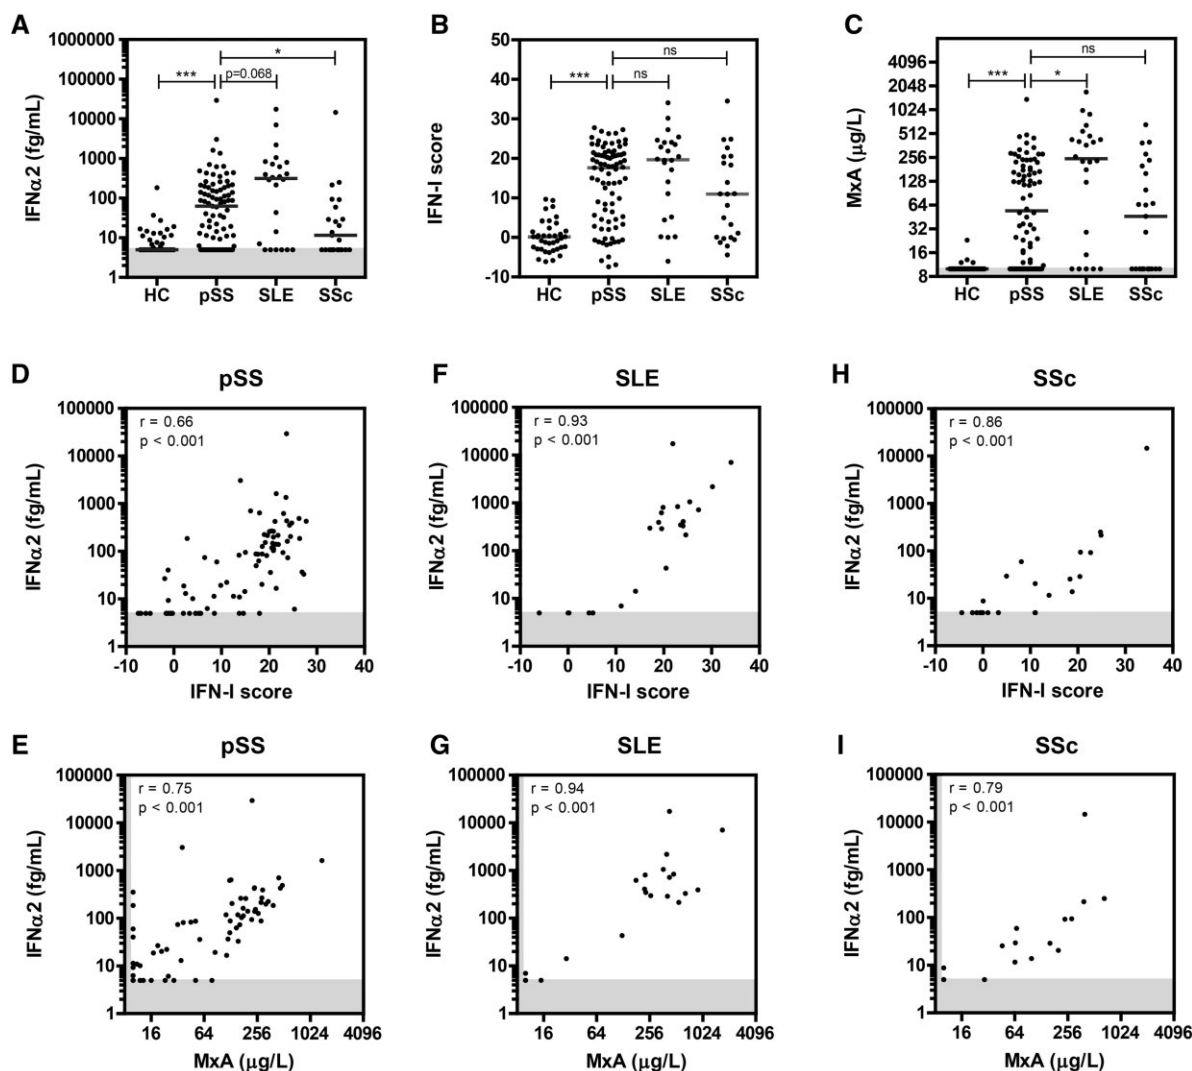 A
IFNα2 (fg/mL)
1000000
100000
10000
1000
100
10
1
*
***
p=0.068
HC pSS SLE SSc
B
IFN-I score
50
40
30
20
10
0
-10
ns
*** ns
HC pSS SLE SSc
C
MxA (μg/L)
4096
2048
1024
512
256
128
64
32
16
8
ns
*** *
HC pSS SLE SSc
D
pSS
IFNα2 (fg/mL)
100000
10000
1000
100
10
1
r = 0.66
p < 0.001
-10 0 10 20 30 40
IFN-I score
F
SLE
IFNα2 (fg/mL)
100000
10000
1000
100
10
1
r = 0.93
p < 0.001
-10 0 10 20 30 40
IFN-I score
H
SSc
IFNα2 (fg/mL)
100000
10000
1000
100
10
1
r = 0.86
p < 0.001
-10 0 10 20 30 40
IFN-I score
E
pSS
IFNα2 (fg/mL)
100000
10000
1000
100
10
1
r = 0.75
p < 0.001
16 64 256 1024 4096
MxA (μg/L)
G
SLE
IFNα2 (fg/mL)
100000
10000
1000
100
10
1
r = 0.94
p < 0.001
16 64 256 1024 4096
MxA (μg/L)
I
SSc
IFNα2 (fg/mL)
100000
10000
1000
100
10
1
r = 0.79
p < 0.001
16 64 256 1024 4096
MxA (μg/L)